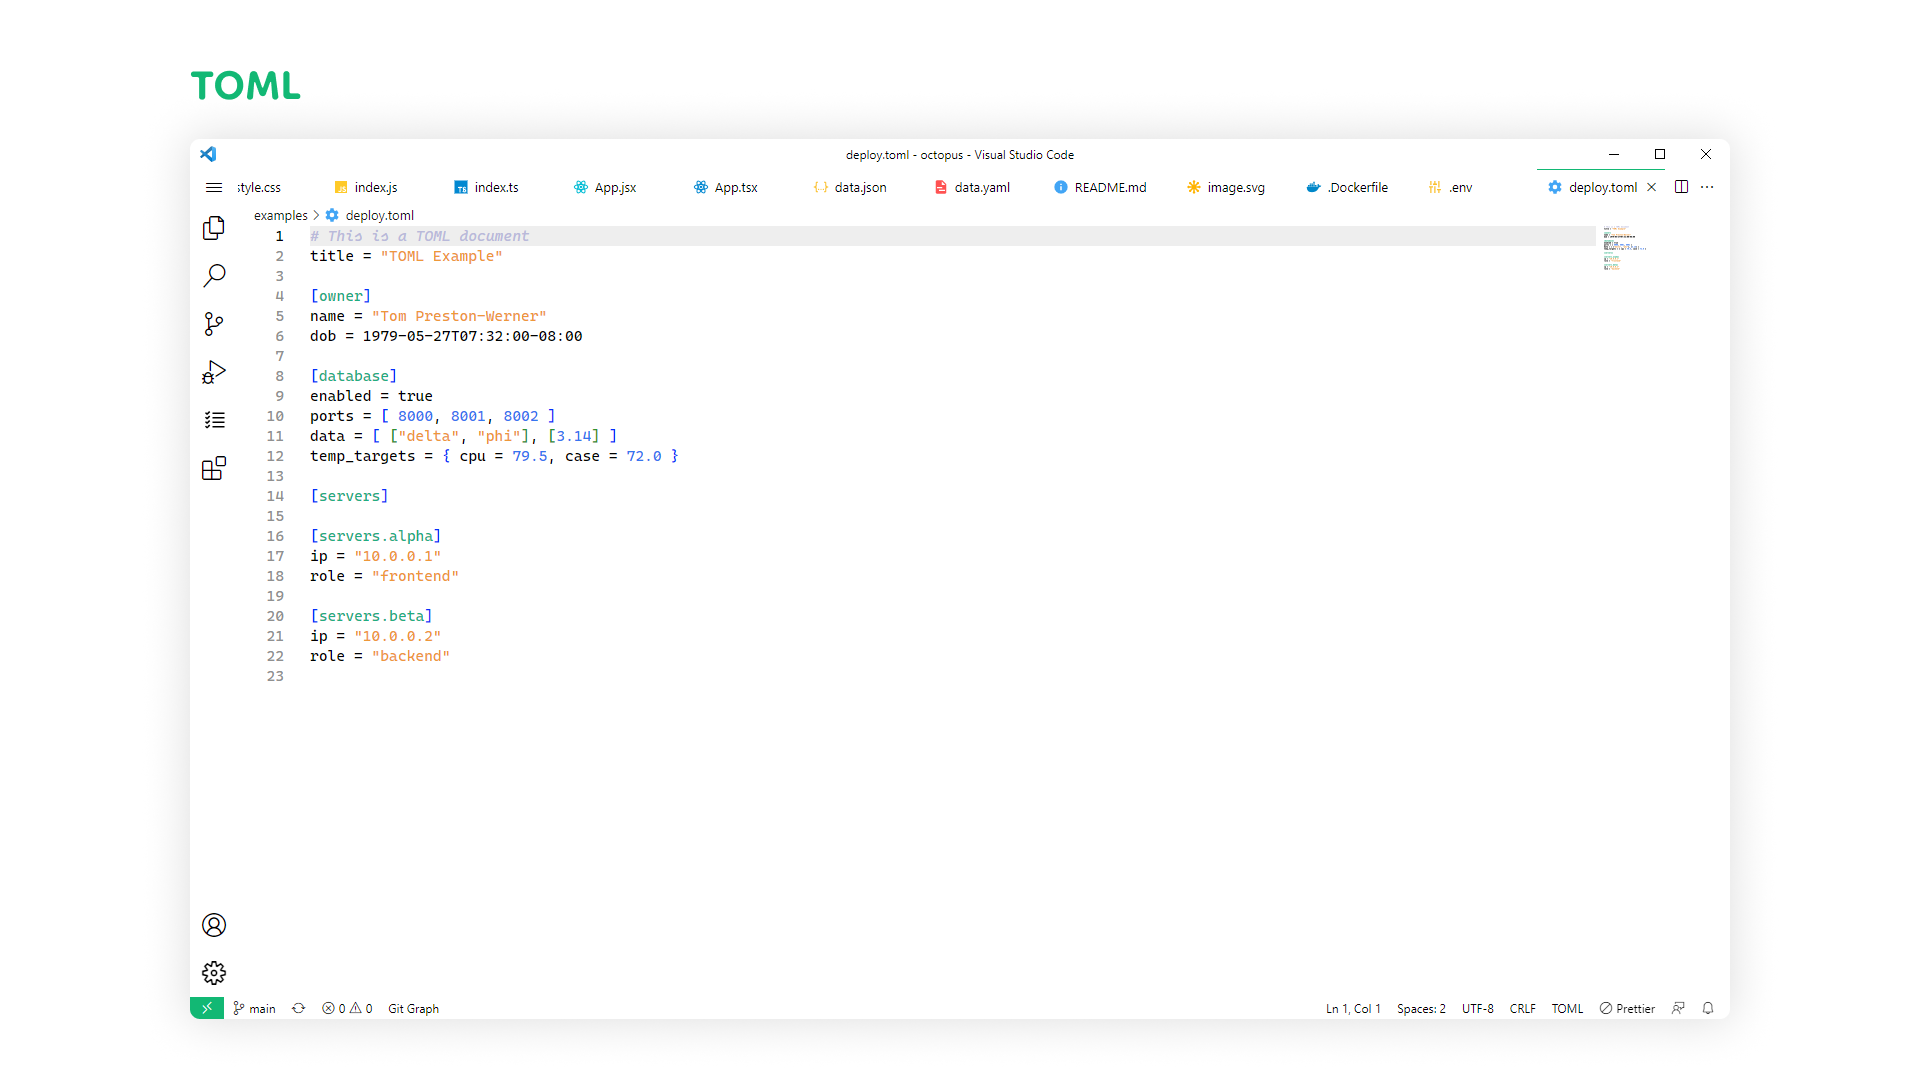 TOML
deploy.toml - octopus - Visual Studio Code
style.css index.js index.ts App.jsx App.tsx data.json data.yaml README.md image.svg .Dockerfile .env deploy.toml
examples > deploy.toml
1 # This is a TOML document
2 title = "TOML Example"
3
4 [owner]
5 name = "Tom Preston-Werner"
6 dob = 1979-05-27T07:32:00-08:00
7
8 [database]
9 enabled = true
10 ports = [ 8000, 8001, 8002 ]
11 data = [ ["delta", "phi"], [3.14] ]
12 temp_targets = { cpu = 79.5, case = 72.0 }
13
14 [servers]
15
16 [servers.alpha]
17 ip = "10.0.0.1"
18 role = "frontend"
19
20 [servers.beta]
21 ip = "10.0.0.2"
22 role = "backend"
23
main 0 0 Git Graph Ln 1, Col 1 Spaces: 2 UTF-8 CRLF TOML Prettier